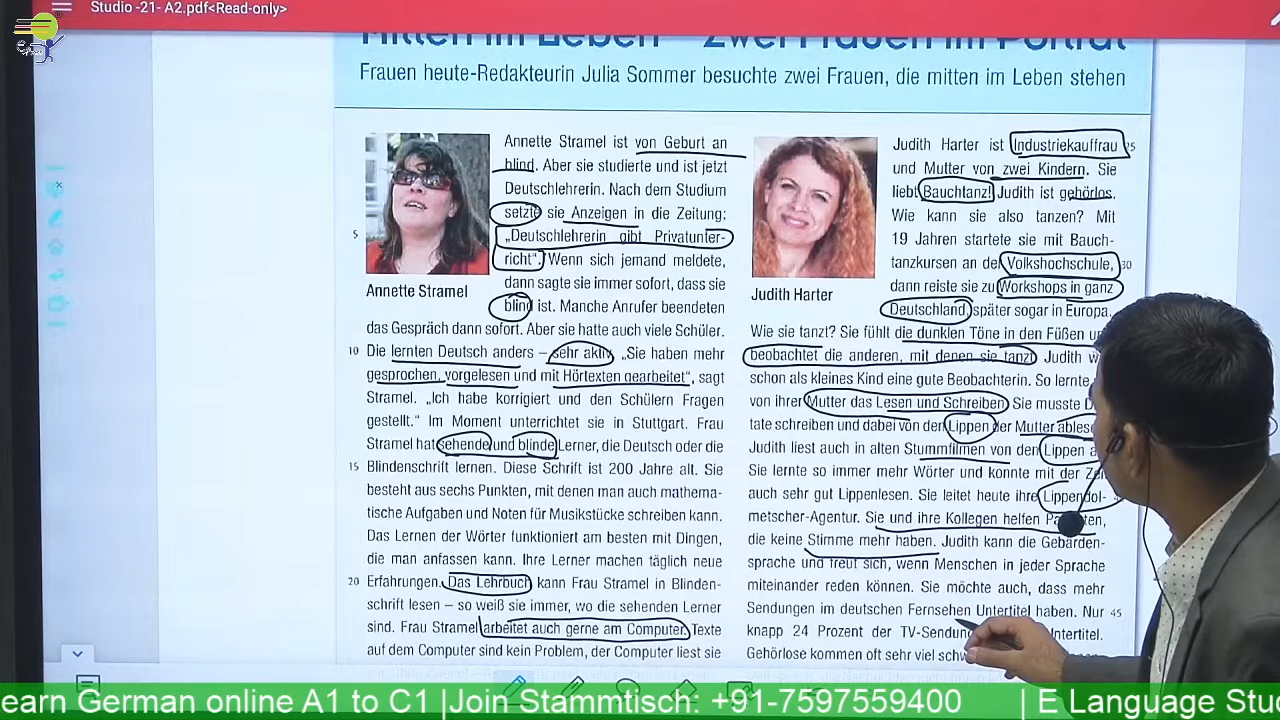 Studio -21- A2.pdf<Read-only>
Mitten im Leben – Zwei Frauen im Porträt
Frauen heute-Redakteurin Julia Sommer besuchte zwei Frauen, die mitten im Leben stehen
Annette Stramel ist von Geburt an
blind. Aber sie studierte und ist jetzt
Deutschlehrerin. Nach dem Studium
setzte sie Anzeigen in die Zeitung:
5 „Deutschlehrerin gibt Privatunter-
richt“. Wenn sich jemand meldete,
dann sagte sie immer sofort, dass sie
Annette Stramel
blind ist. Manche Anrufer beendeten
das Gespräch dann sofort. Aber sie hatte auch viele Schüler.
10 Die lernten Deutsch anders – sehr aktiv. „Sie haben mehr
gesprochen, vorgelesen und mit Hörtexten gearbeitet“, sagt
Stramel. „Ich habe korrigiert und den Schülern Fragen
gestellt.“ Im Moment unterrichtet sie in Stuttgart. Frau
Stramel hat sehende und blinde Lerner, die Deutsch oder die
15 Blindenschrift lernen. Diese Schrift ist 200 Jahre alt. Sie
besteht aus sechs Punkten, mit denen man auch mathema-
tische Aufgaben und Noten für Musikstücke schreiben kann.
Das Lernen der Wörter funktioniert am besten mit Dingen,
die man anfassen kann. Ihre Lerner machen täglich neue
20 Erfahrungen. Das Lehrbuch kann Frau Stramel in Blinden-
schrift lesen – so weiß sie immer, wo die sehenden Lerner
sind. Frau Stramel arbeitet auch gerne am Computer. Texte
auf dem Computer sind kein Problem, der Computer liest sie
Judith Harter ist Industriekauffrau 25
und Mutter von zwei Kindern. Sie
liebt Bauchtanz! Judith ist gehörlos.
Wie kann sie also tanzen? Mit
19 Jahren startete sie mit Bauch-
tanzkursen an der Volkshochschule, 30
dann reiste sie zu Workshops in ganz
Judith Harter
Deutschland, später sogar in Europa.
Wie sie tanzt? Sie fühlt die dunklen Töne in den Füßen
beobachtet die anderen, mit denen sie tanzt. Judith
schon als kleines Kind eine gute Beobachterin. So lernte
von ihrer Mutter das Lesen und Schreiben. Sie musste
tate schreiben und dabei von den Lippen der Mutter
Judith liest auch in alten Stummfilmen von den Lippen
Sie lernte so immer mehr Wörter und konnte mit der
auch sehr gut Lippenlesen. Sie leitet heute ihre Lippendol-
metscher-Agentur. Sie und ihre Kollegen helfen
die keine Stimme mehr haben. Judith kann die Gebärden-
sprache und freut sich, wenn Menschen in jeder Sprache
miteinander reden können. Sie möchte auch, dass mehr
Sendungen im deutschen Fernsehen Untertitel haben. Nur 45
knapp 24 Prozent der
Gehörlose kommen oft sehr viel
earn German online A1 to C1 |Join Stammtisch: +91-7597559400 | E Language Stu